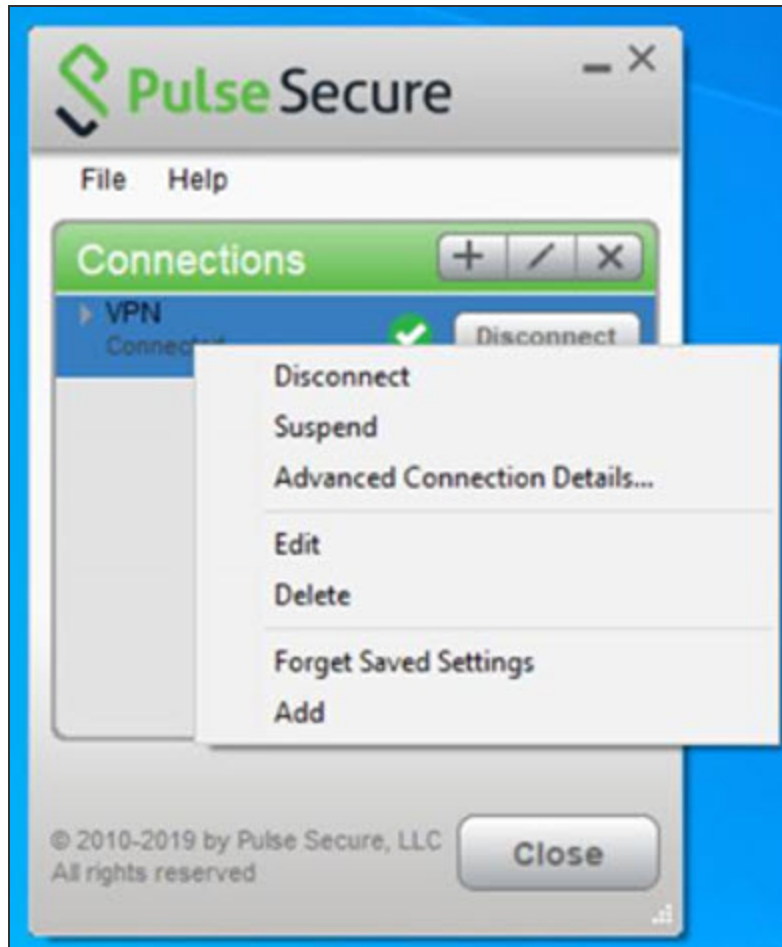 Pulse Secure
File Help
Connections
VPN
Connected
Disconnect
Disconnect
Suspend
Advanced Connection Details...
Edit
Delete
Forget Saved Settings
Add
© 2010-2019 by Pulse Secure, LLC
All rights reserved
Close